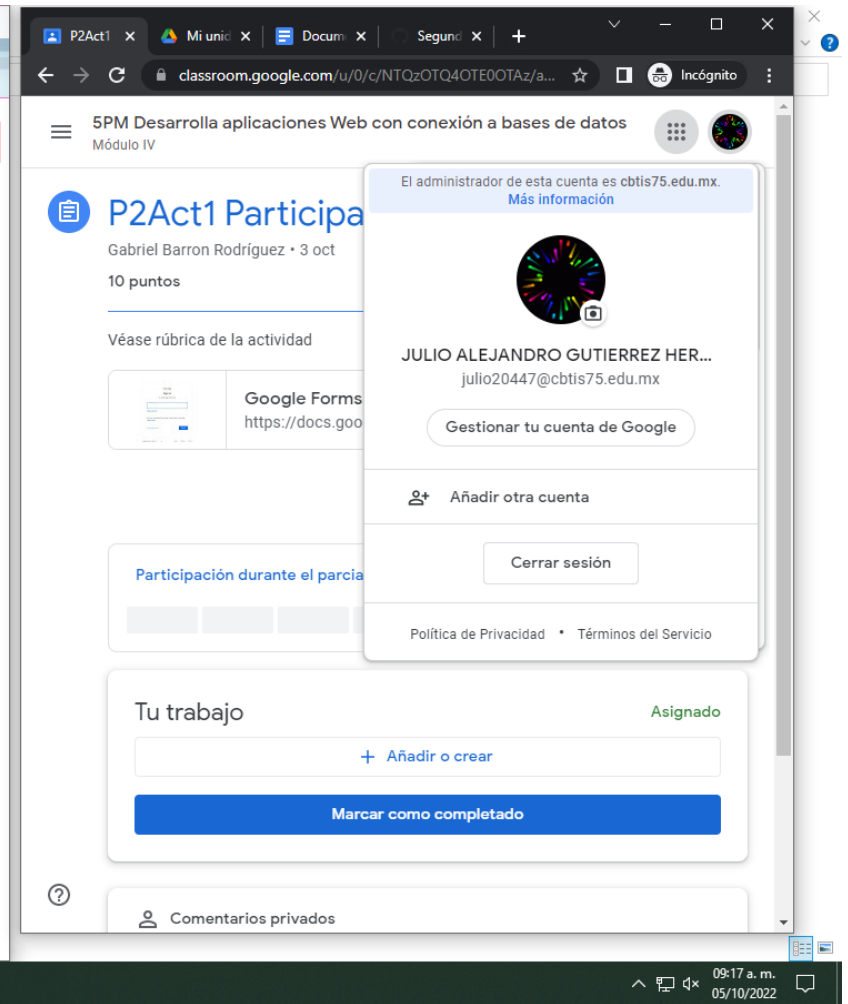 P2Act1
Mi unid
Docum
Segund
classroom.google.com/u/0/c/NTQzOTQ4OTE0OTAz/a...
Incógnito
5PM Desarrolla aplicaciones Web con conexión a bases de datos
Módulo IV
El administrador de esta cuenta es cbtis75.edu.mx.
Más información
P2Act1 Participa
Gabriel Barron Rodríguez • 3 oct
10 puntos
Véase rúbrica de la actividad
JULIO ALEJANDRO GUTIERREZ HER...
julio20447@cbtis75.edu.mx
Google Forms
https://docs.goo
Gestionar tu cuenta de Google
Añadir otra cuenta
Cerrar sesión
Participación durante el parcia
Política de Privacidad • Términos del Servicio
Tu trabajo
Asignado
+ Añadir o crear
Marcar como completado
Comentarios privados
09:17 a. m.
05/10/2022